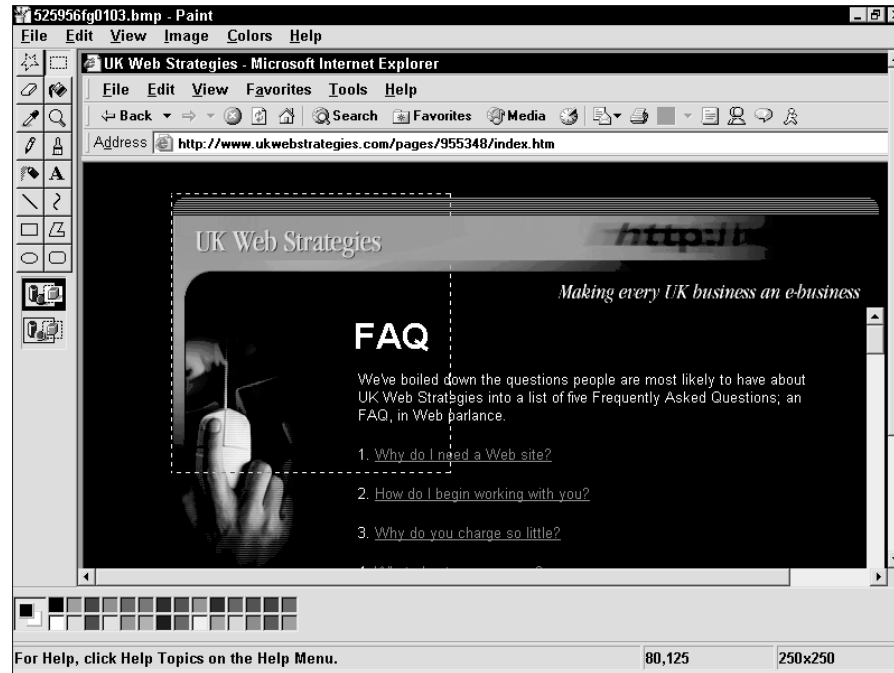 525956fg0103.bmp - Paint
File Edit View Image Colors Help
UK Web Strategies - Microsoft Internet Explorer
File Edit View Favorites Tools Help
Back Search Favorites Media
Address http://www.ukwebstrategies.com/pages/955348/index.htm
A
UK Web Strategies
Making every UK business an e-business
FAQ
We've boiled down the questions people are most likely to have about
UK Web Strategies into a list of five Frequently Asked Questions; an
FAQ, in Web parlance.
1. Why do I need a Web site?
2. How do I begin working with you?
3. Why do you charge so little?
For Help, click Help Topics on the Help Menu. 80,125 250x250